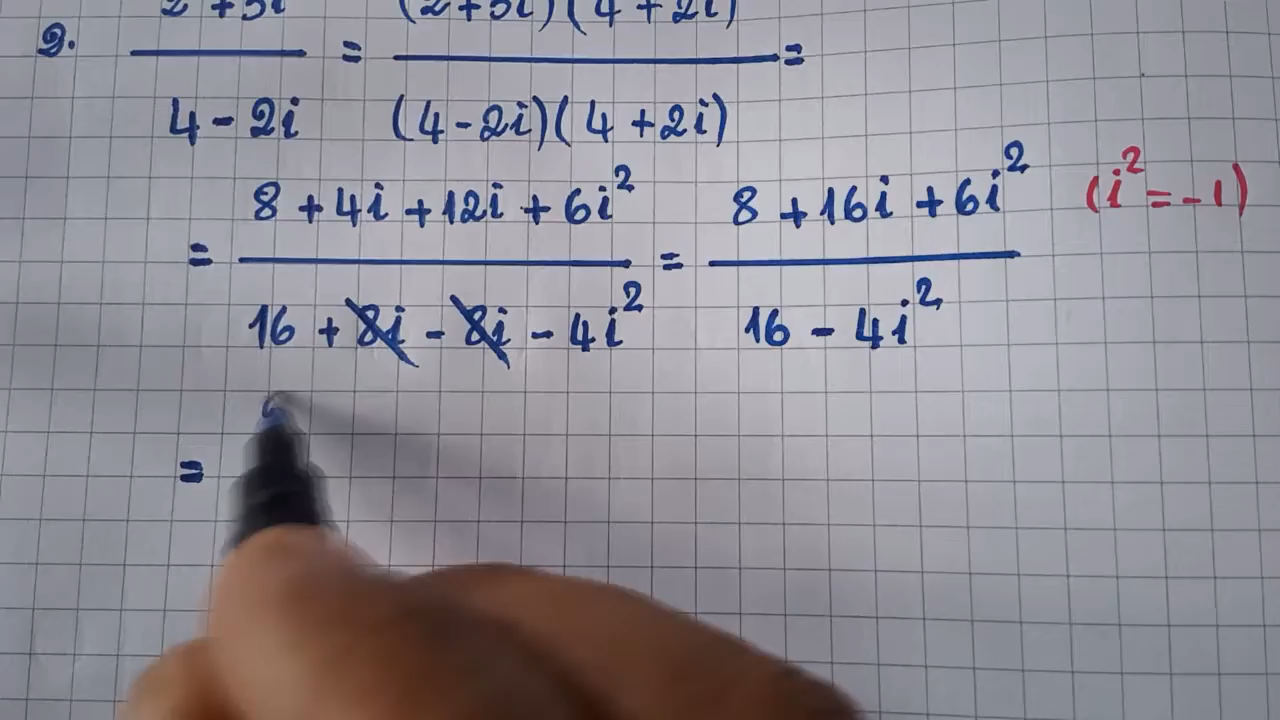 9. 2+3i / 4-2i = (2+3i)(4+2i) / (4-2i)(4+2i) =
= 8+4i+12i+6i² / 16+8i-8i-4i² = 8+16i+6i² / 16-4i² (i²=-1)
=